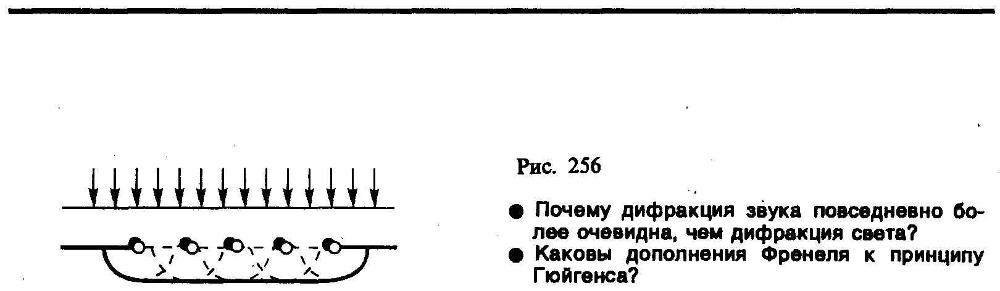 Рис. 256
● Почему дифракция звука повседневно бо-
лее очевидна, чем дифракция света?
● Каковы дополнения Френеля к принципу
Гюйгенса?